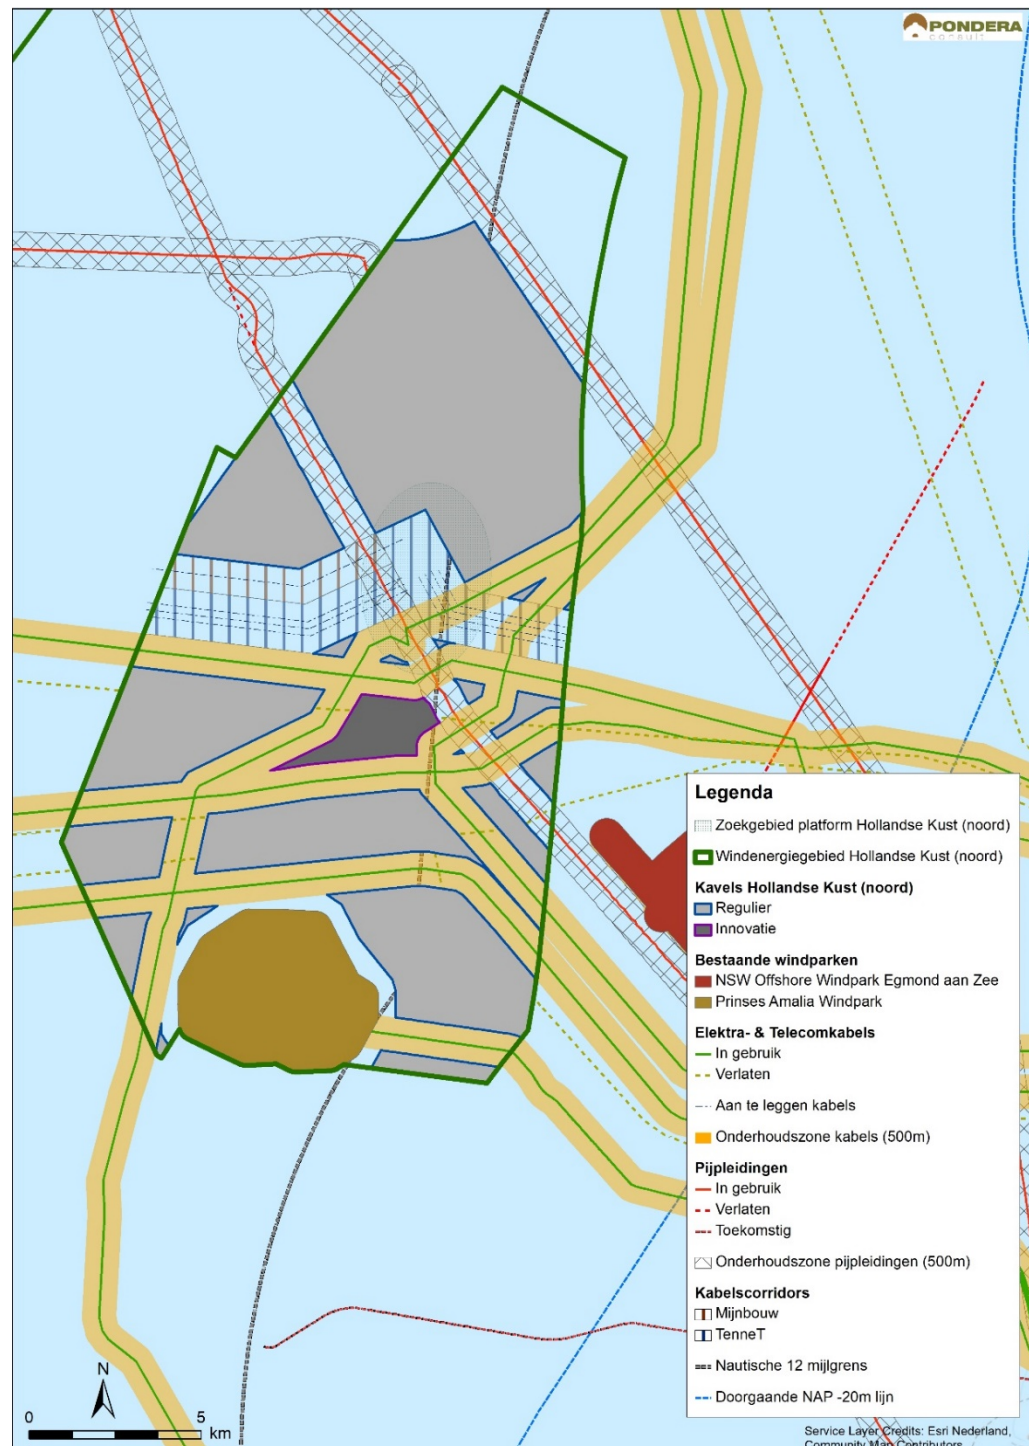 PONDERA
consult
Legenda
Zoekgebied platform Hollandse Kust (noord)
Windenergiegebied Hollandse Kust (noord)
Kavels Hollandse Kust (noord)
Regulier
Innovatie
Bestaande windparken
NSW Offshore Windpark Egmond aan Zee
Prinses Amalia Windpark
Elektra- & Telecomkabels
In gebruik
Verlaten
Aan te leggen kabels
Onderhoudszone kabels (500m)
Pijpleidingen
In gebruik
Verlaten
Toekomstig
Onderhoudszone pijpleidingen (500m)
Kabelscorridors
Mijnbouw
TenneT
Nautische 12 mijlgrens
Doorgaande NAP -20m lijn
N
0 5
km
Service Layer Credits: Esri Nederland,
Community Map Contributors